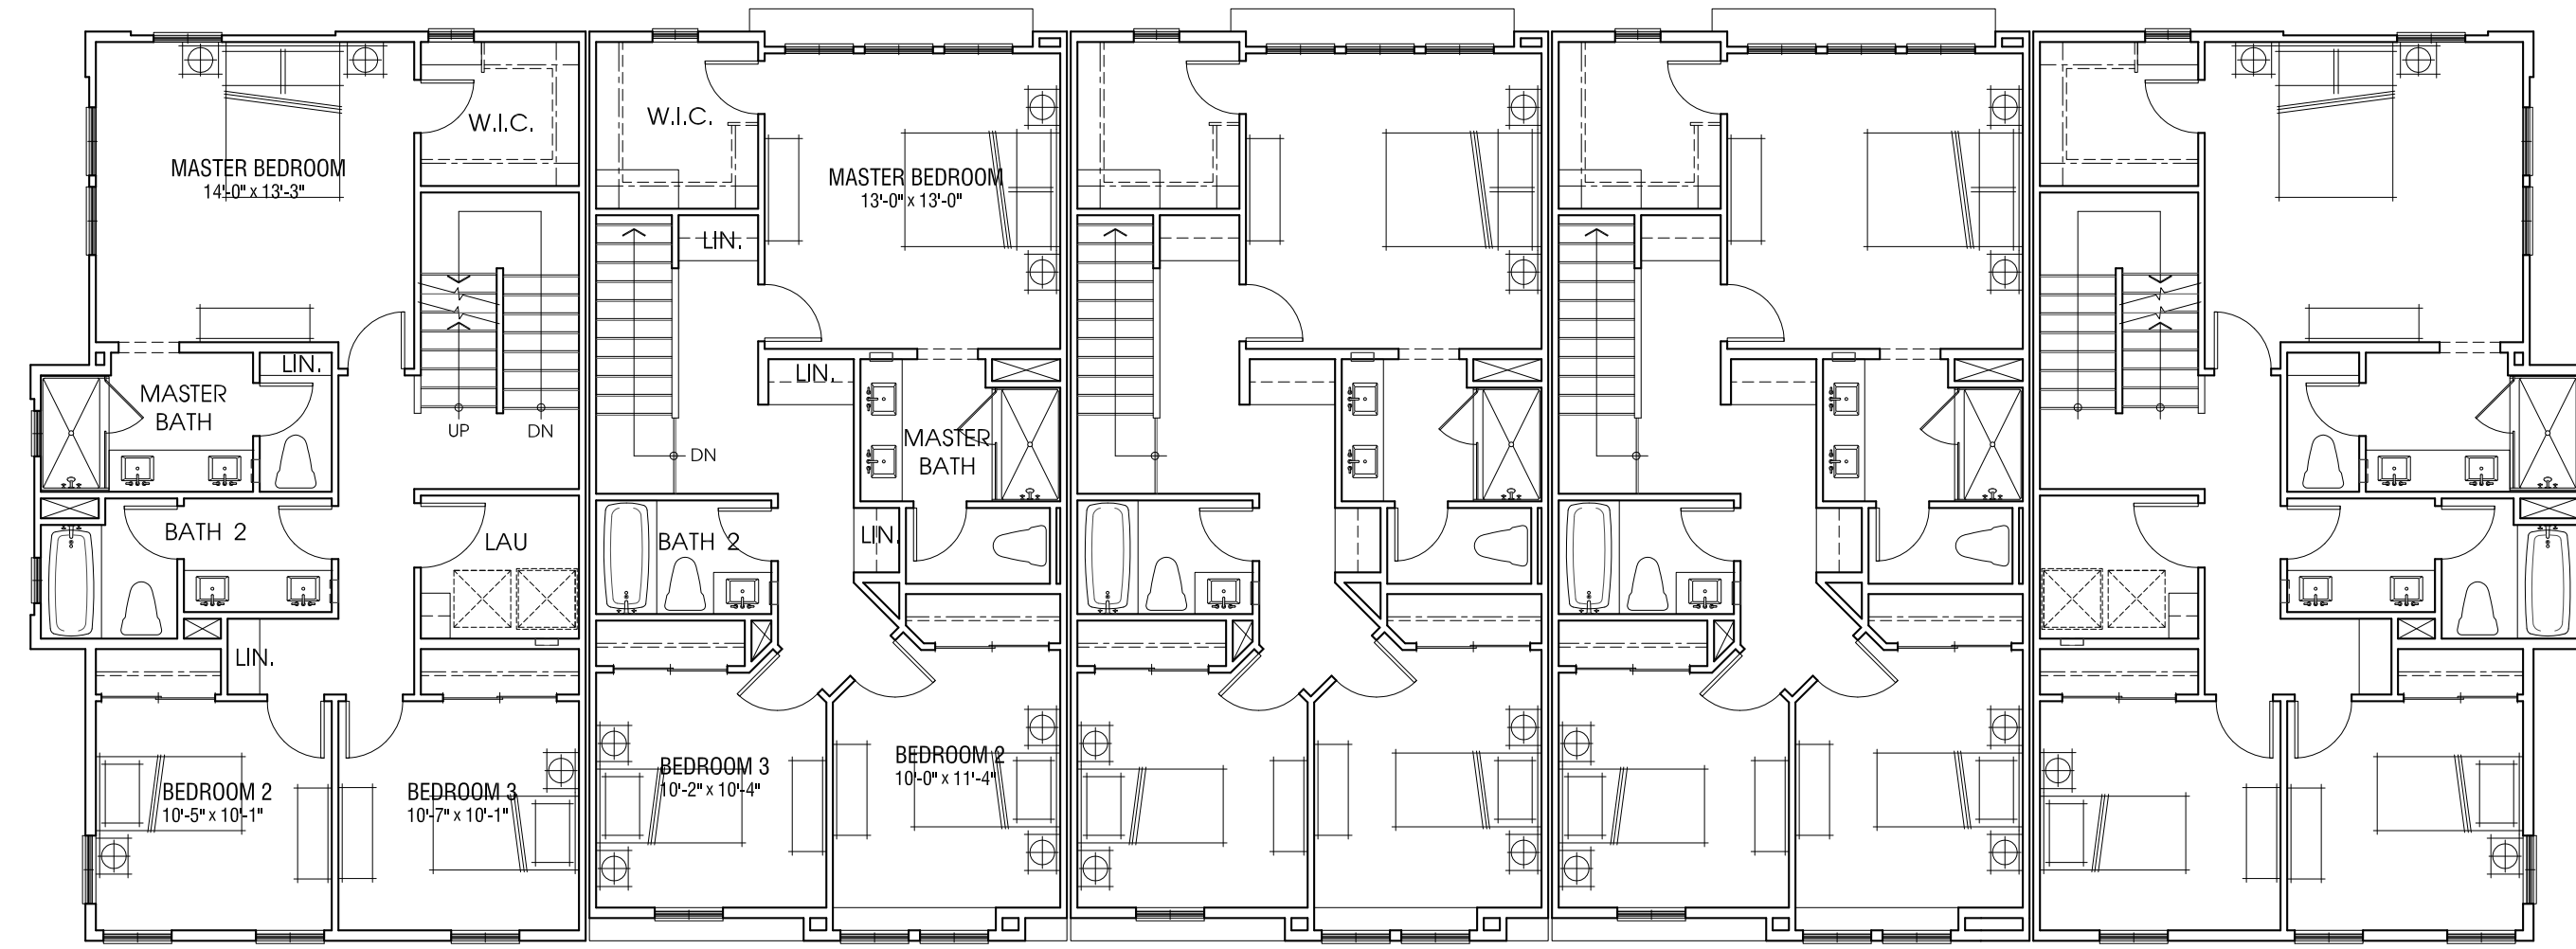 MASTER BEDROOM
14'-0" x 13'-3"
W.I.C.
LIN.
MASTER
BATH
UP
DN
BATH 2
LAU
LIN.
BEDROOM 2
10'-5" x 10'-1"
BEDROOM 3
10'-7" x 10'-1"
W.I.C.
MASTER BEDROOM
13'-0" x 13'-0"
LIN.
LIN.
MASTER
BATH
DN
BATH 2
LIN.
BEDROOM 3
10'-2" x 10'-4"
BEDROOM 2
10'-0" x 11'-4"